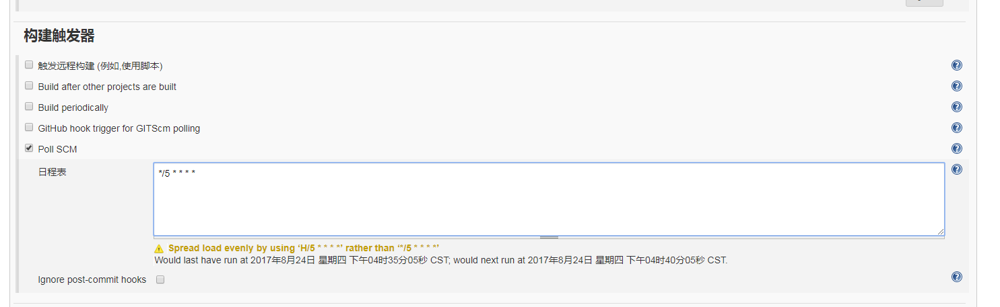 构建触发器
触发远程构建 (例如,使用脚本)
Build after other projects are built
Build periodically
GitHub hook trigger for GITScm polling
Poll SCM
日程表
*/5 * * * *
Spread load evenly by using ‘H/5 * * * *’ rather than ‘*/5 * * * *’
Would last have run at 2017年8月24日 星期四 下午04时35分05秒 CST; would next run at 2017年8月24日 星期四 下午04时40分05秒 CST.
Ignore post-commit hooks